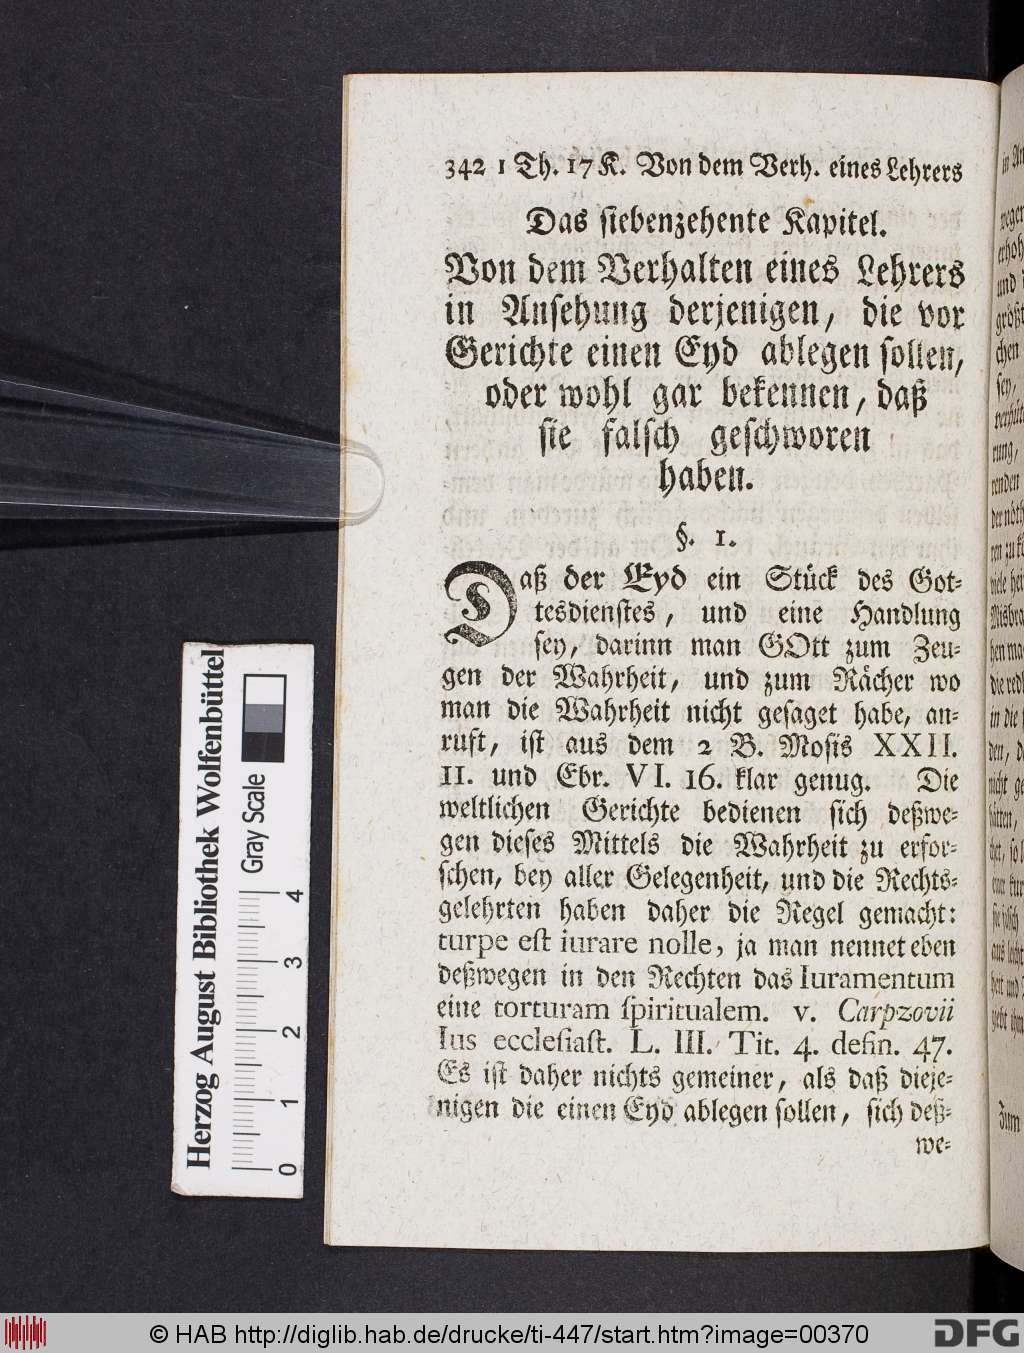 342 1 Th. 17 K. Von dem Verh. eines Lehrers
Das siebenzehente Kapitel.
Von dem Verhalten eines Lehrers
in Ansehung derjenigen, die vor
Gerichte einen Eyd ablegen sollen,
oder wohl gar bekennen, daß
sie falsch geschworen
haben.
§. 1.
Daß der Eyd ein Stück des Got-
tesdienstes, und eine Handlung
sey, darinn man GOtt zum Zeu-
gen der Wahrheit, und zum Rächer wo
man die Wahrheit nicht gesaget habe, an-
ruft, ist aus dem 2 B. Mosis XXII.
11. und Ebr. VI. 16. klar genug. Die
weltlichen Gerichte bedienen sich deßwe-
gen dieses Mittels die Wahrheit zu erfor-
schen, bey aller Gelegenheit, und die Rechts-
gelehrten haben daher die Regel gemacht:
turpe est iurare nolle, ja man nennet eben
deßwegen in den Rechten das Iuramentum
eine torturam spiritualem. v. Carpzovii
Ius ecclesiast. L. III. Tit. 4. defin. 47.
Es ist daher nichts gemeiner, als daß dieje-
nigen die einen Eyd ablegen sollen, sich deß-
we-
Herzog August Bibliothek Wolfenbüttel
Gray Scale
0 1 2 3 4
© HAB http://diglib.hab.de/drucke/ti-447/start.htm?image=00370
DFG